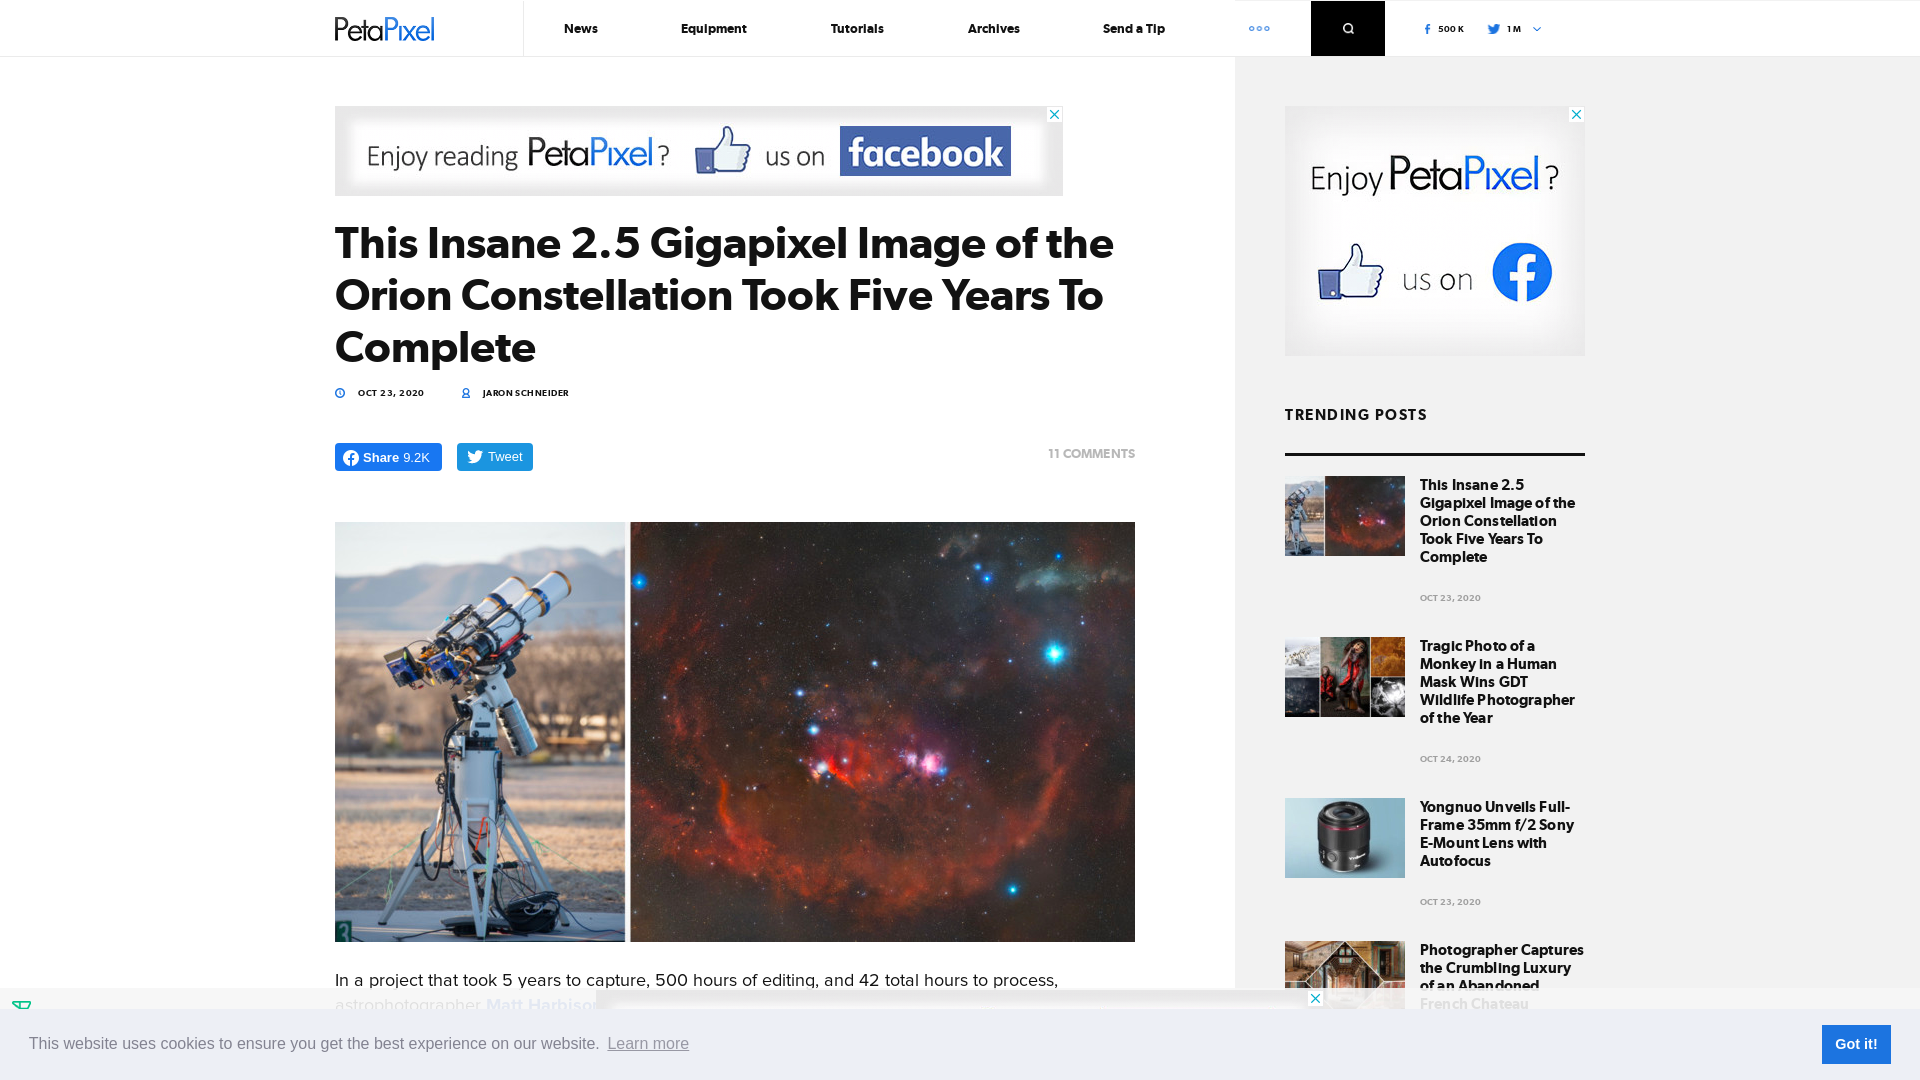 PetaPixel
News
Equipment
Tutorials
Archives
Send a Tip
500 K
1 M
Enjoy reading PetaPixel ? us on facebook
This Insane 2.5 Gigapixel Image of the
Orion Constellation Took Five Years To
Complete
OCT 23, 2020
JARON SCHNEIDER
Share 9.2K
Tweet
11 COMMENTS
3
In a project that took 5 years to capture, 500 hours of editing, and 42 total hours to process,
astrophotographer Matt Harbison
Enjoy PetaPixel ?
us on
TRENDING POSTS
This Insane 2.5
Gigapixel Image of the
Orion Constellation
Took Five Years To
Complete
OCT 23, 2020
Tragic Photo of a
Monkey in a Human
Mask Wins GDT
Wildlife Photographer
of the Year
OCT 24, 2020
Yongnuo Unveils Full-
Frame 35mm f/2 Sony
E-Mount Lens with
Autofocus
OCT 23, 2020
Photographer Captures
the Crumbling Luxury
of an Abandoned
French Chateau
This website uses cookies to ensure you get the best experience on our website. Learn more
Got it!